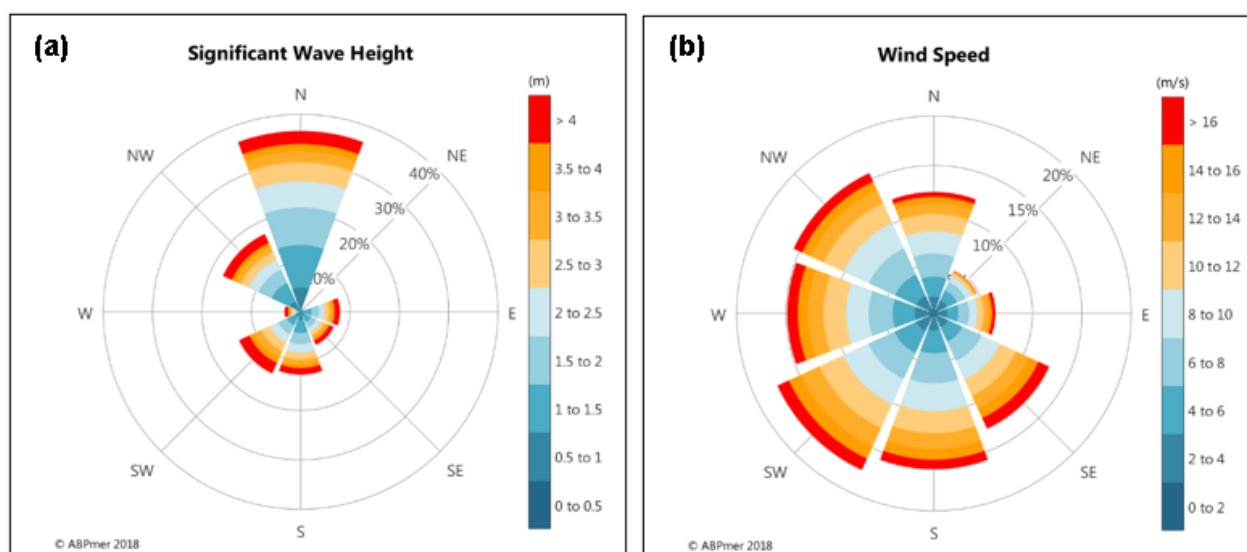 (a)
Significant Wave Height
(m)
N
NW
NE
W
E
SW
SE
S
40%
30%
20%
> 4
3.5 to 4
3 to 3.5
2.5 to 3
2 to 2.5
1.5 to 2
1 to 1.5
0.5 to 1
0 to 0.5
© ABPmer 2018
(b)
Wind Speed
(m/s)
N
NW
NE
W
E
SW
SE
S
20%
15%
10%
> 16
14 to 16
12 to 14
10 to 12
8 to 10
6 to 8
4 to 6
2 to 4
0 to 2
© ABPmer 2018